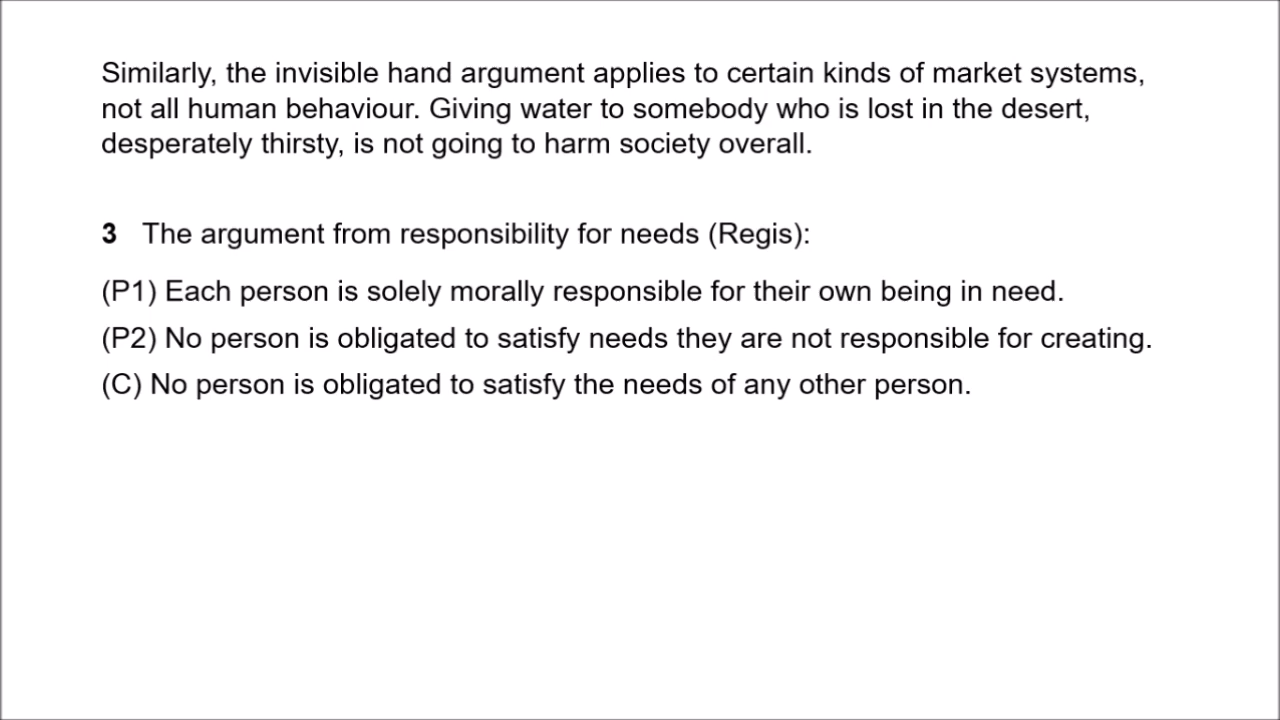 Similarly, the invisible hand argument applies to certain kinds of market systems,
not all human behaviour. Giving water to somebody who is lost in the desert,
desperately thirsty, is not going to harm society overall.
3 The argument from responsibility for needs (Regis):
(P1) Each person is solely morally responsible for their own being in need.
(P2) No person is obligated to satisfy needs they are not responsible for creating.
(C) No person is obligated to satisfy the needs of any other person.